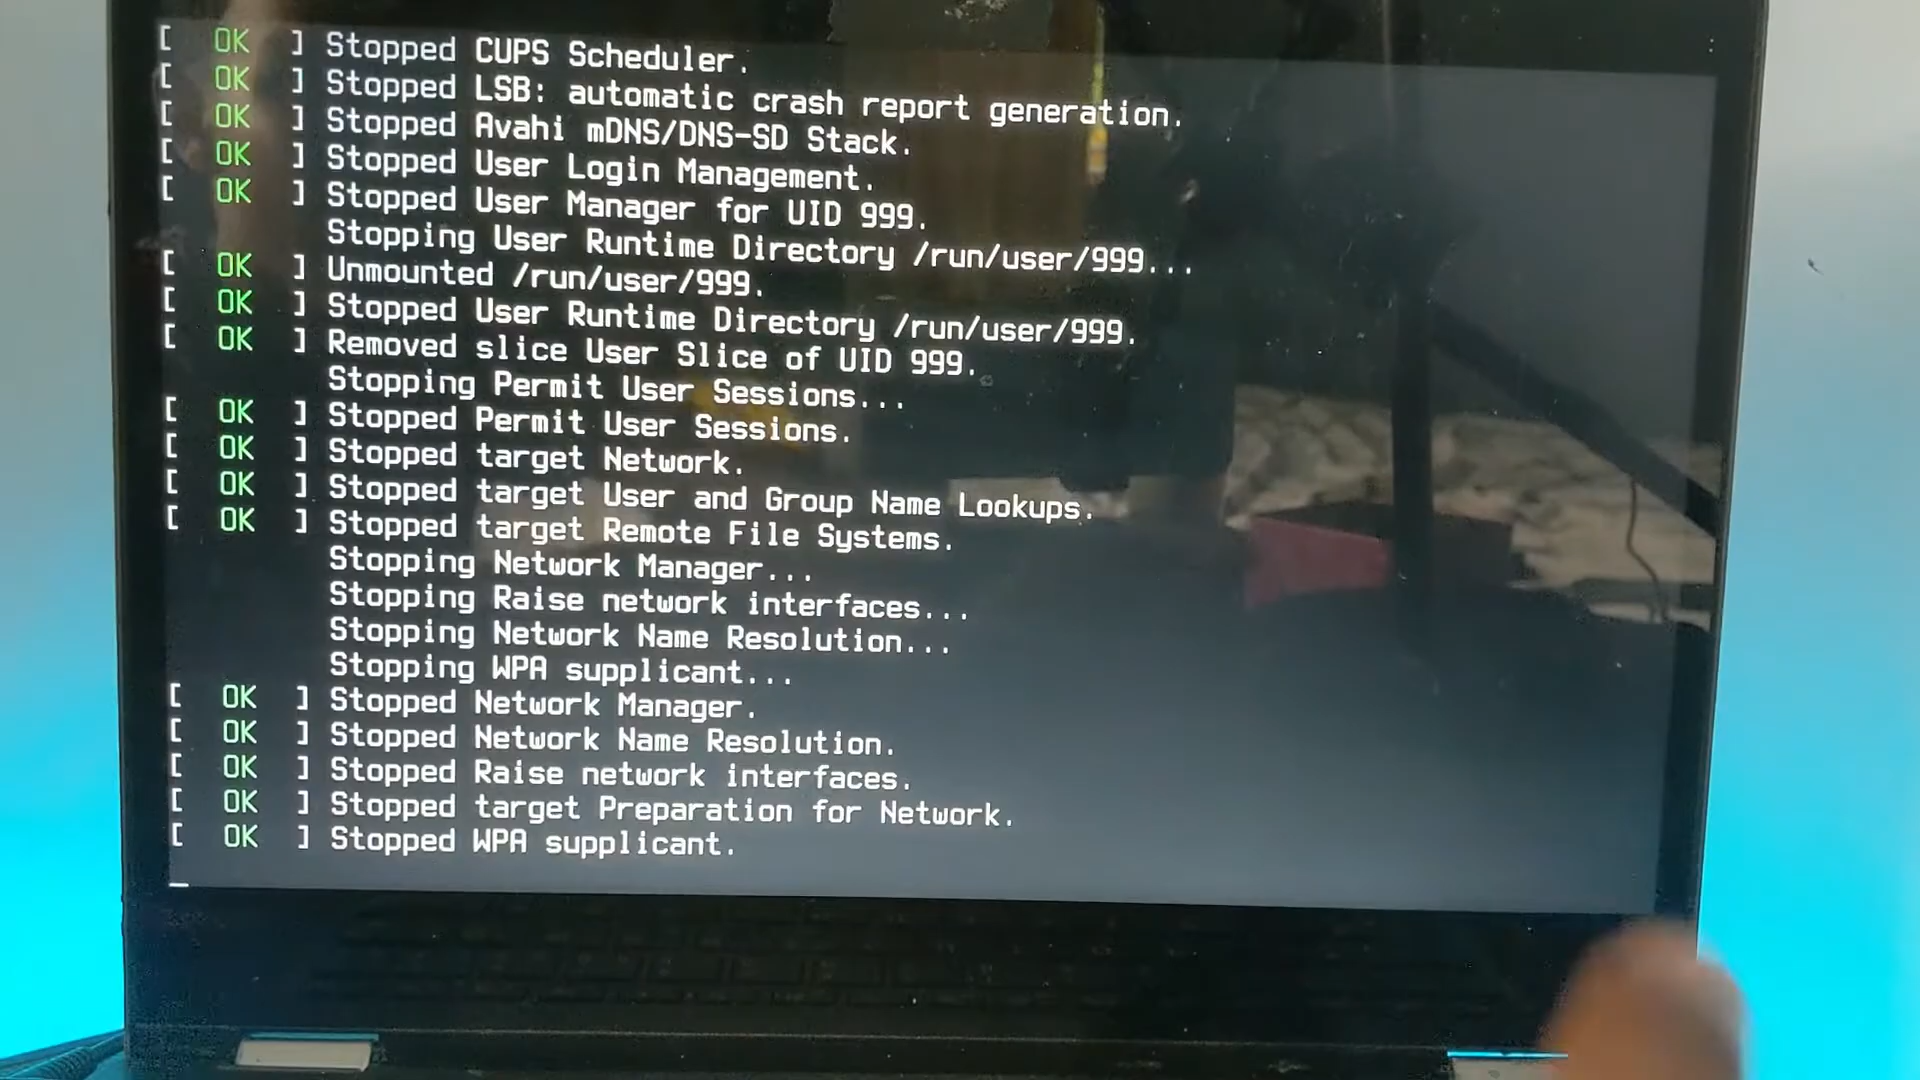 [ OK ] Stopped CUPS Scheduler.
[ OK ] Stopped LSB: automatic crash report generation.
[ OK ] Stopped Avahi mDNS/DNS-SD Stack.
[ OK ] Stopped User Login Management.
[ OK ] Stopped User Manager for UID 999.
Stopping User Runtime Directory /run/user/999...
[ OK ] Unmounted /run/user/999.
[ OK ] Stopped User Runtime Directory /run/user/999.
[ OK ] Removed slice User Slice of UID 999.
Stopping Permit User Sessions...
[ OK ] Stopped Permit User Sessions.
[ OK ] Stopped target Network.
[ OK ] Stopped target User and Group Name Lookups.
[ OK ] Stopped target Remote File Systems.
Stopping Network Manager...
Stopping Raise network interfaces...
Stopping Network Name Resolution...
Stopping WPA supplicant...
[ OK ] Stopped Network Manager.
[ OK ] Stopped Network Name Resolution.
[ OK ] Stopped Raise network interfaces.
[ OK ] Stopped target Preparation for Network.
[ OK ] Stopped WPA supplicant.